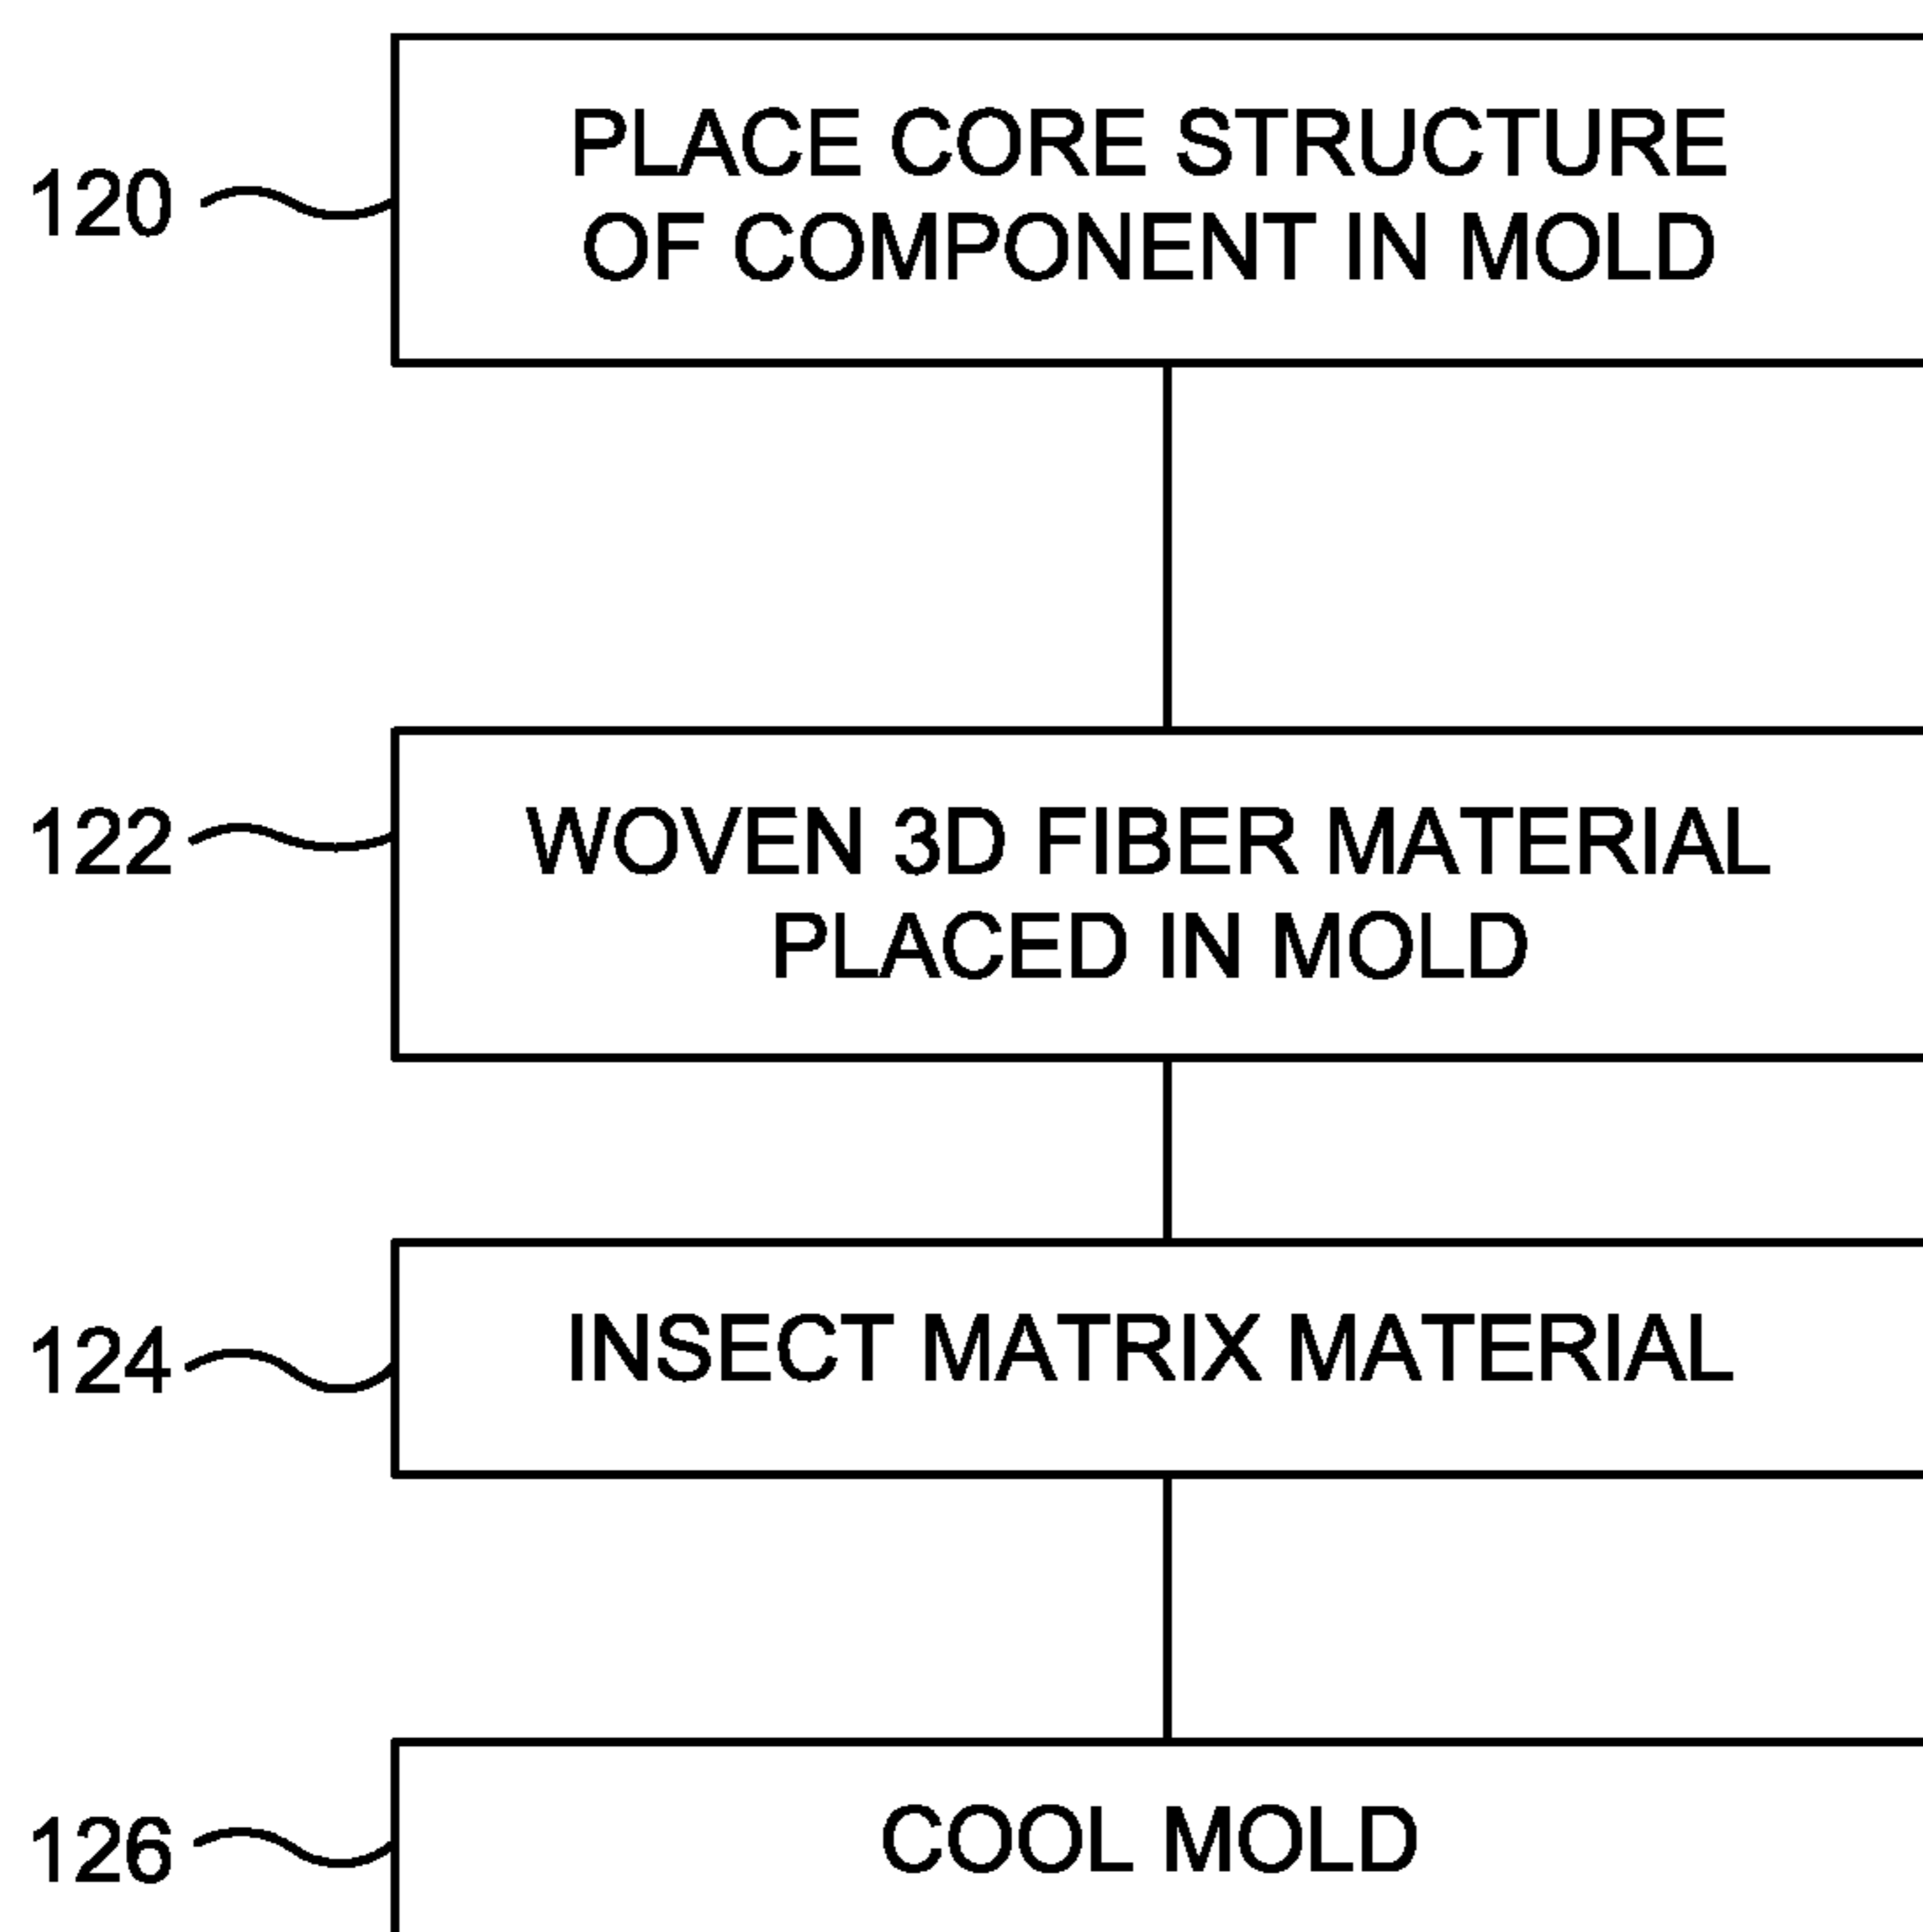 120
PLACE CORE STRUCTURE
OF COMPONENT IN MOLD
122
WOVEN 3D FIBER MATERIAL
PLACED IN MOLD
124
INSECT MATRIX MATERIAL
126
COOL MOLD